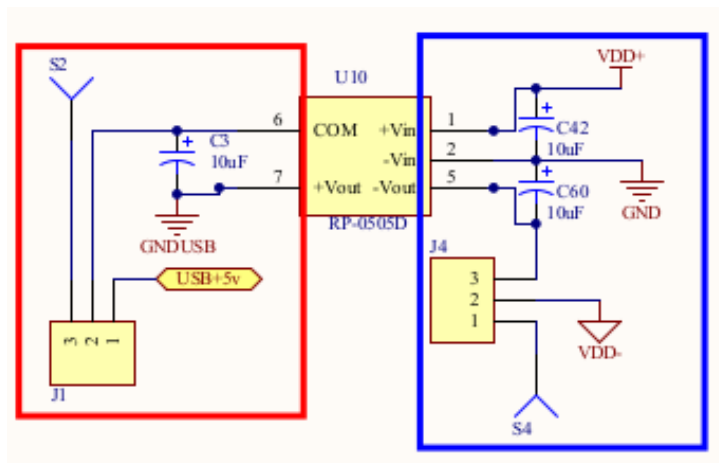 S2
VDD+
U10
6
COM
+Vin
1
C3
10uF
C42
10uF
-Vin
2
7
+Vout
-Vout
5
C60
10uF
GND
GNDUSB
RP-0505D
J4
USB+5v
3
2
1
3
2
1
VDD-
J1
S4